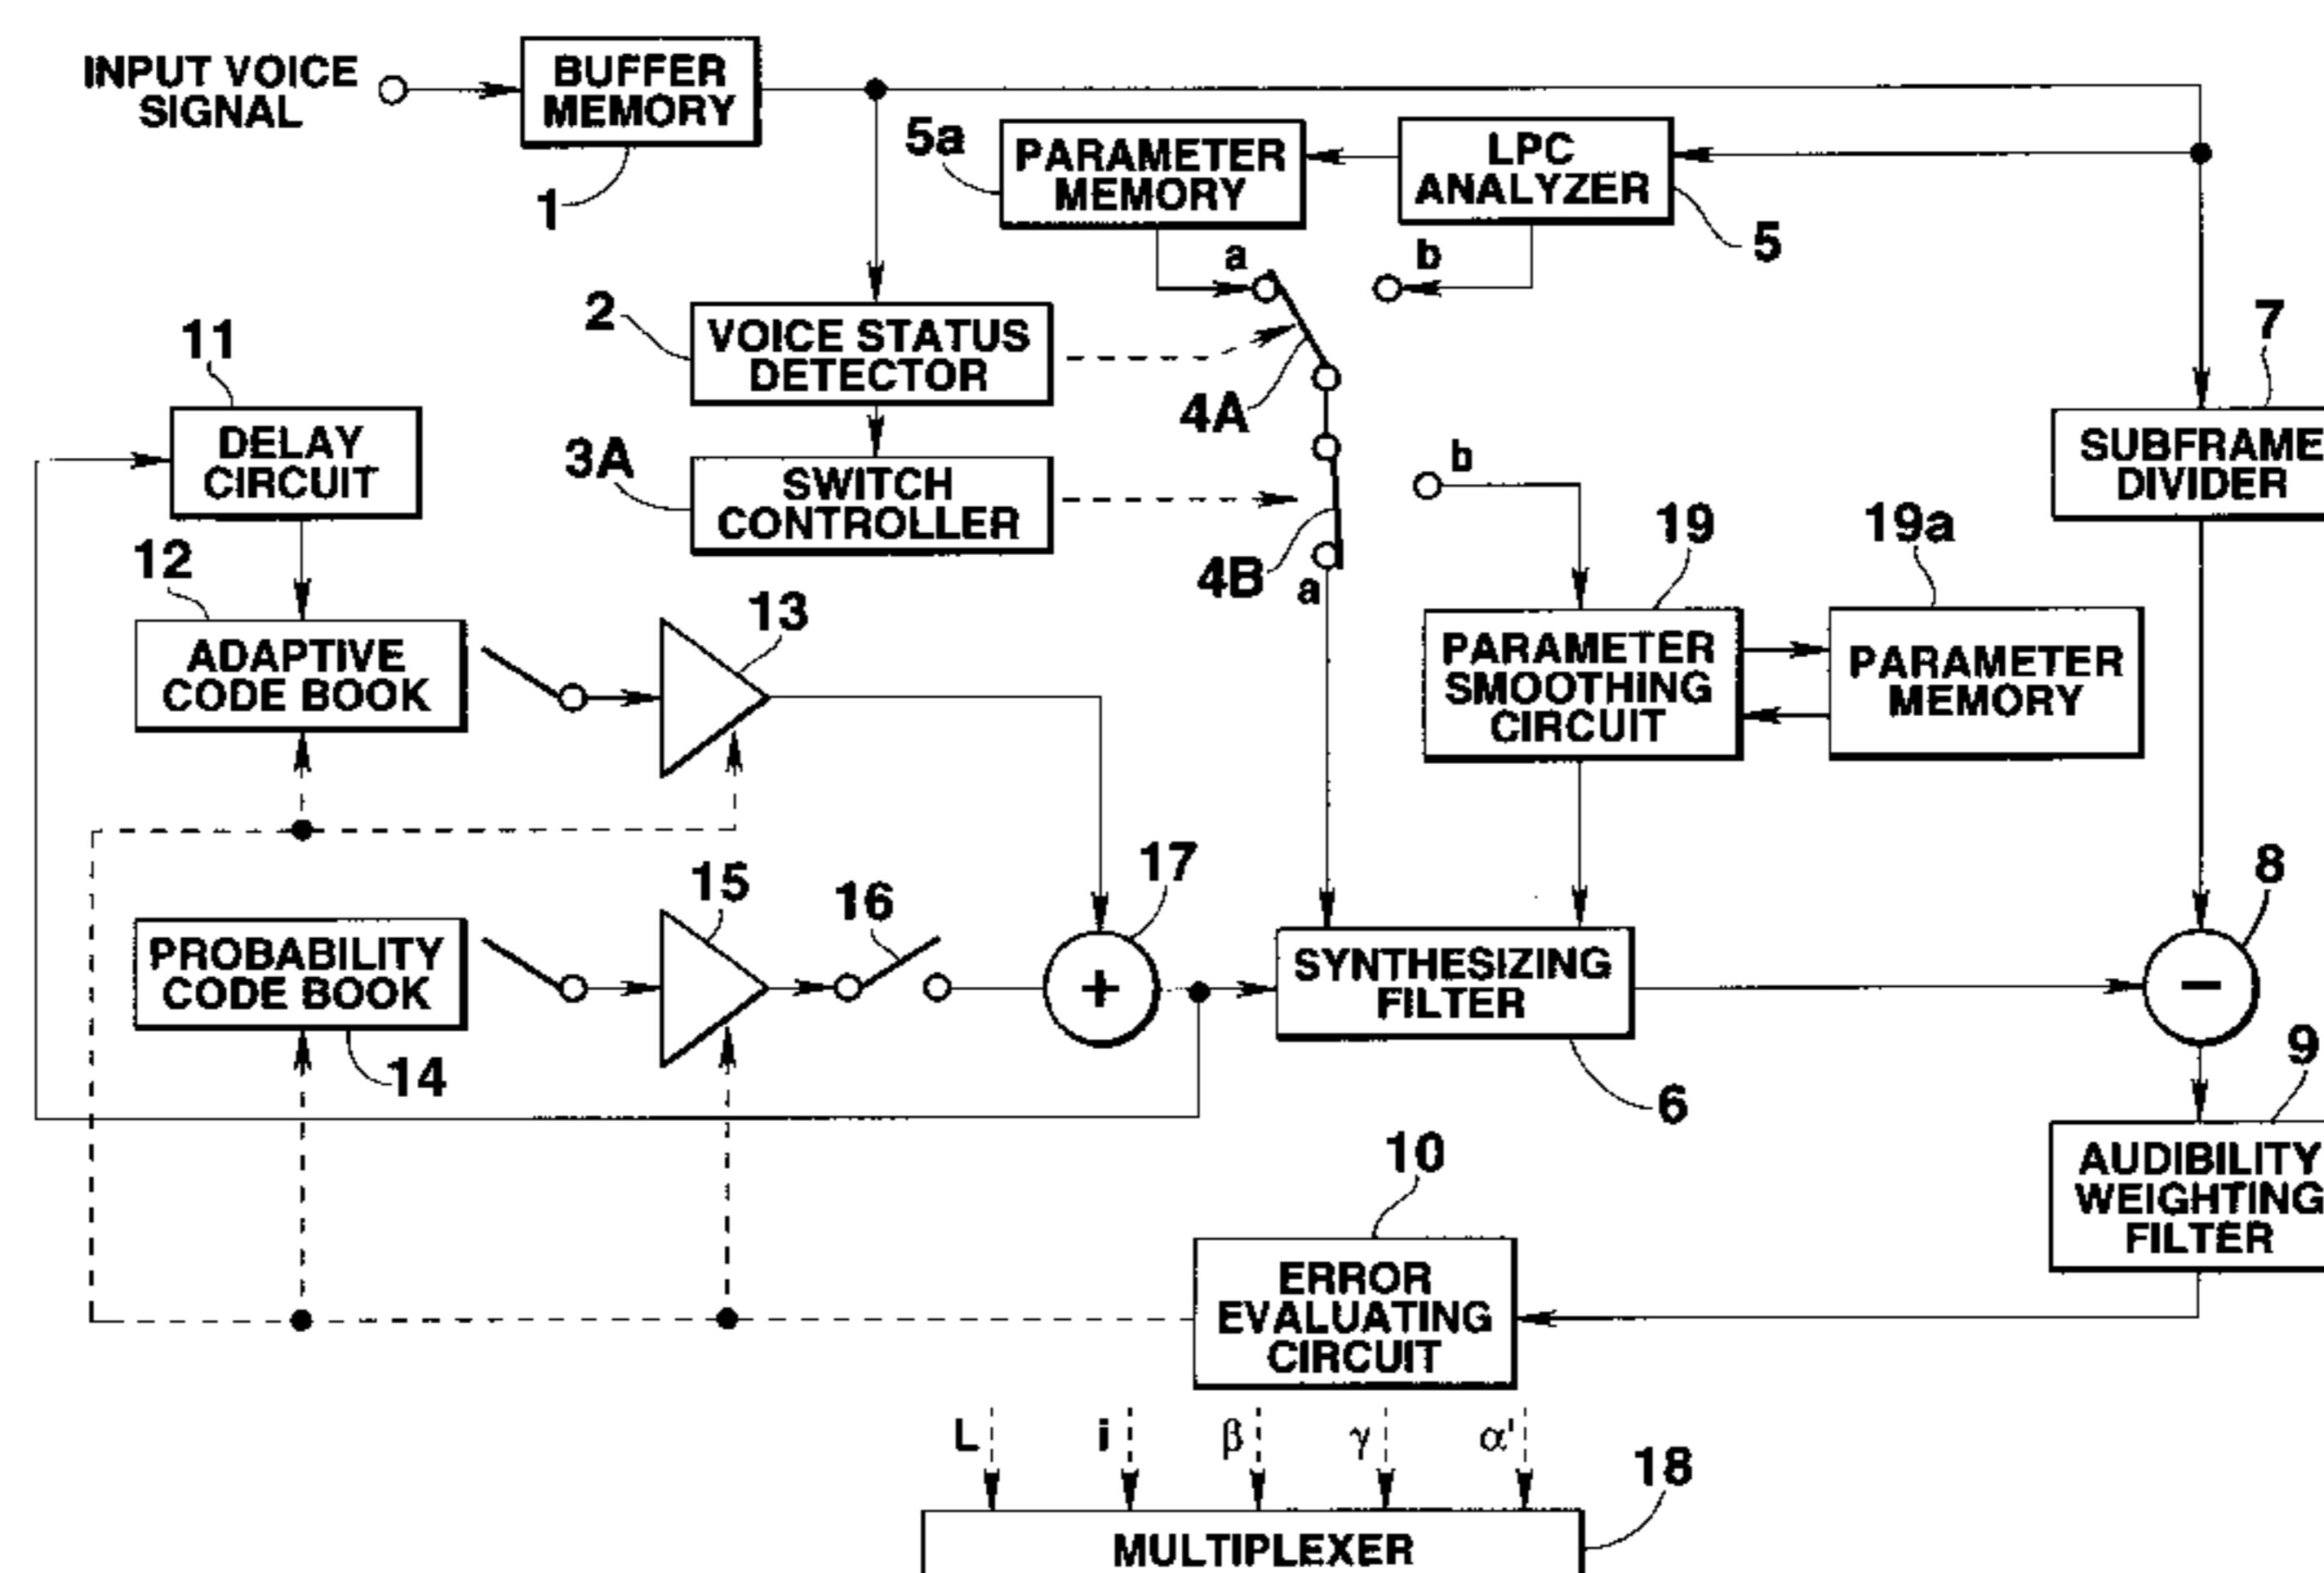 INPUT VOICE
SIGNAL
BUFFER
MEMORY
1
5a
PARAMETER
MEMORY
LPC
ANALYZER
5
a
b
2
VOICE STATUS
DETECTOR
4A
7
SUBFRAME
DIVIDER
11
DELAY
CIRCUIT
3A
SWITCH
CONTROLLER
b
4B
a
19
19a
12
ADAPTIVE
CODE BOOK
13
PARAMETER
SMOOTHING
CIRCUIT
PARAMETER
MEMORY
15
16
17
8
PROBABILITY
CODE BOOK
14
+
SYNTHESIZING
FILTER
6
−
9
AUDIBILITY
WEIGHTING
FILTER
10
ERROR
EVALUATING
CIRCUIT
L
i
β
γ
α'
18
MULTIPLEXER